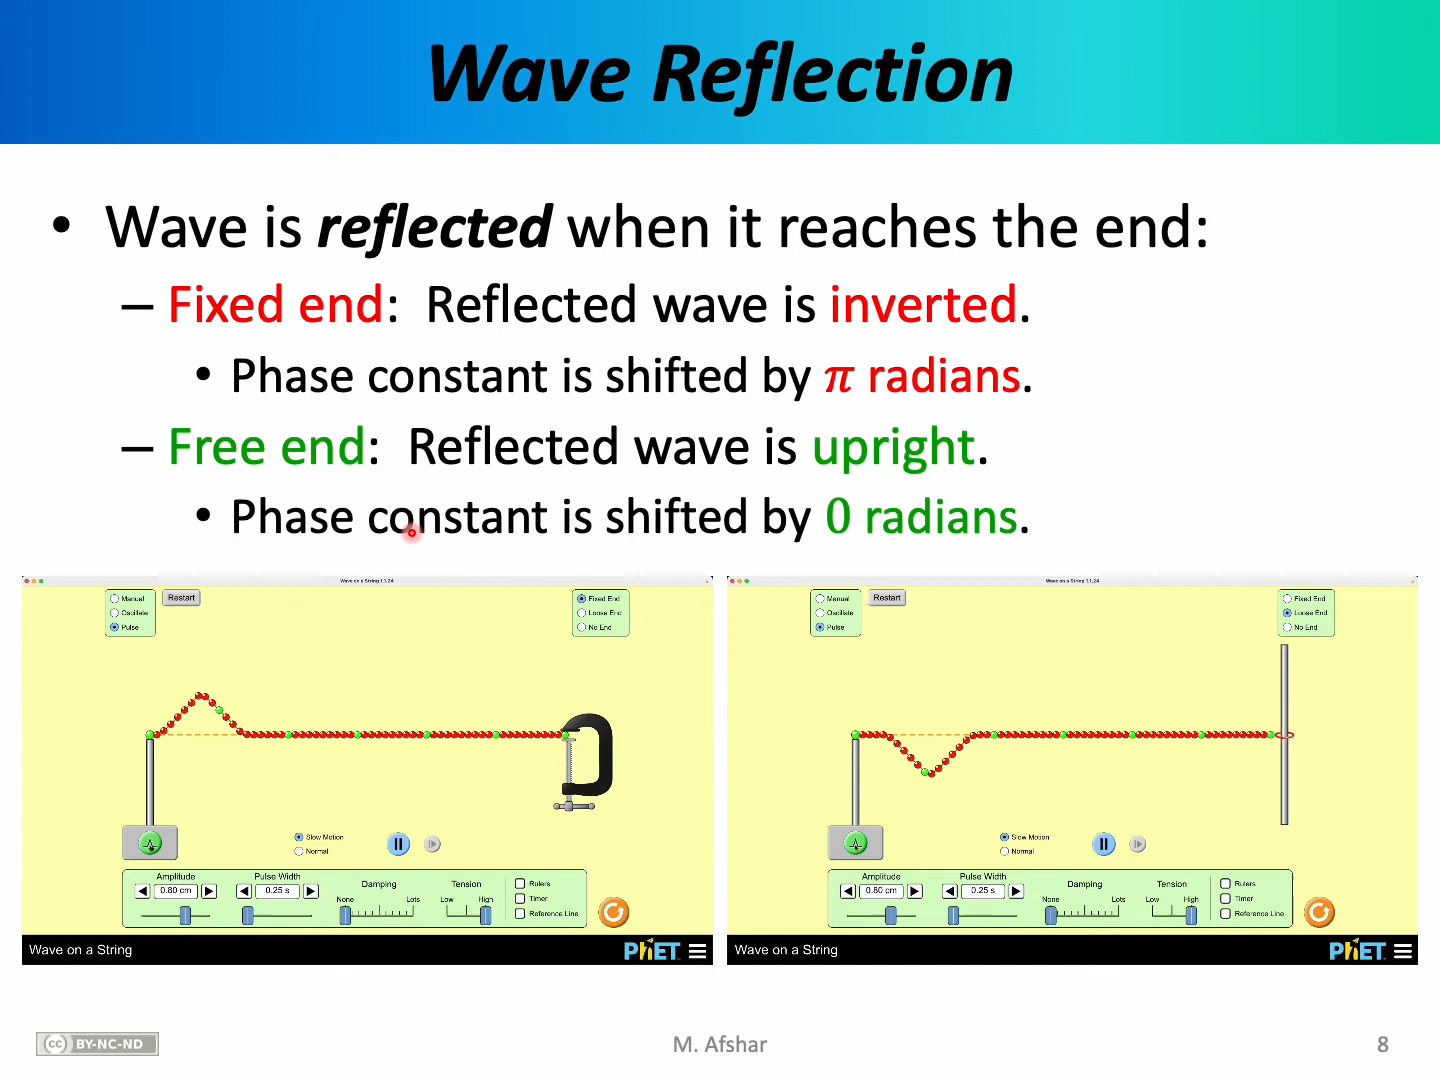 Wave Reflection
• Wave is reflected when it reaches the end:
– Fixed end: Reflected wave is inverted.
• Phase constant is shifted by π radians.
– Free end: Reflected wave is upright.
• Phase constant is shifted by 0 radians.
Wave on a String 1.1.24
Manual
Oscillate
Pulse
Restart
Fixed End
Loose End
No End
Slow Motion
Normal
Amplitude
0.80 cm
Pulse Width
0.25 s
Damping
None
Lots
Tension
Low
High
Rulers
Timer
Reference Line
Wave on a String
PhET
Wave on a String 1.1.24
Manual
Oscillate
Pulse
Restart
Fixed End
Loose End
No End
Slow Motion
Normal
Amplitude
0.80 cm
Pulse Width
0.25 s
Damping
None
Lots
Tension
Low
High
Rulers
Timer
Reference Line
Wave on a String
PhET
cc BY-NC-ND
M. Afshar
8